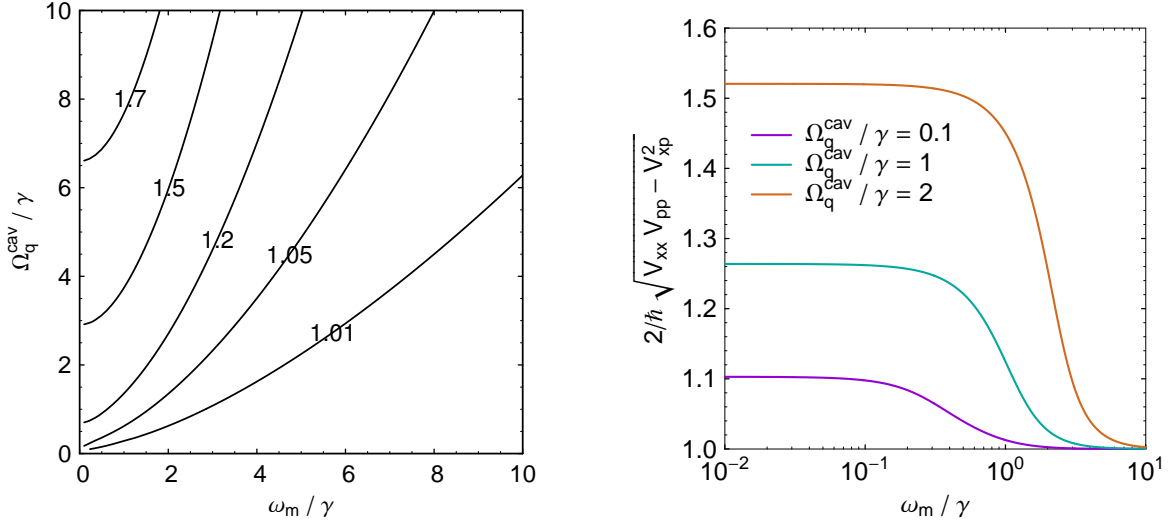 10
8
6
4
2
0
0 2 4 6 8 10
Ω_q^cav / γ
ω_m / γ
1.7
1.5
1.2
1.05
1.01
1.6
1.5
1.4
1.3
1.2
1.1
1.0
10^−2 10^−1 10^0 10^1
2/ħ √(V_xx V_pp − V_xp^2)
ω_m / γ
Ω_q^cav / γ = 0.1
Ω_q^cav / γ = 1
Ω_q^cav / γ = 2